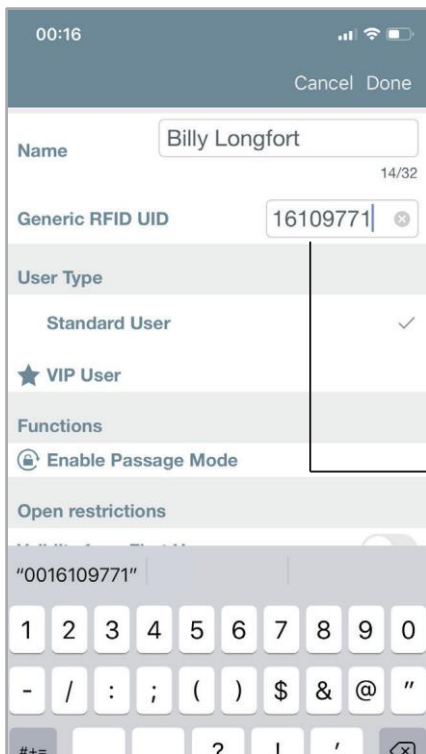 00:16
Cancel Done
Name Billy Longfort
14/32
Generic RFID UID 16109771
User Type
Standard User
VIP User
Functions
Enable Passage Mode
Open restrictions
"0016109771"
1 2 3 4 5 6 7 8 9 0
- / : ; ( ) $ & @ "
#+= ? ! '